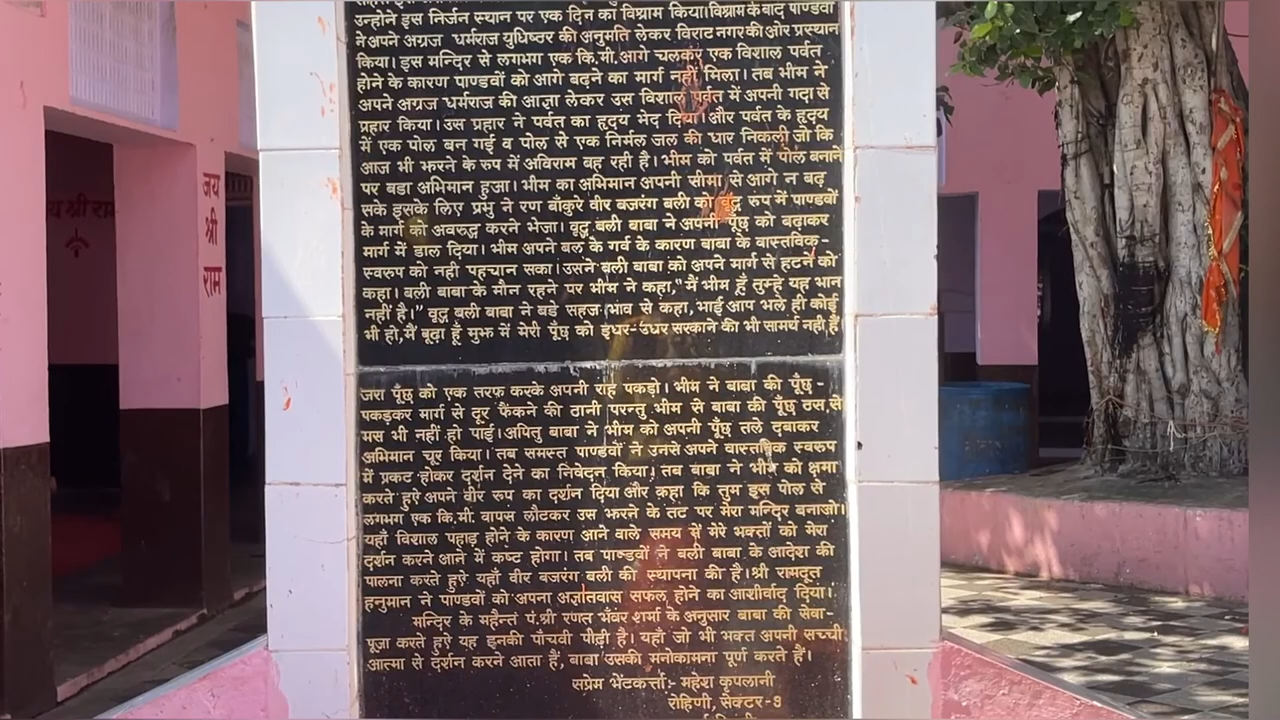 उन्होंने इस निर्जन स्थान पर एक दिन का विश्राम किया।विश्राम के बाद पाण्डवों
ने अपने अग्रज धर्मराज युधिष्ठर की अनुमति लेकर विराट नगर की ओर प्रस्थान
किया। इस मन्दिर से लगभग एक कि.मी. आगे चलकर एक विशाल पर्वत
होने के कारण पाण्डवों को आगे बढ़ने का मार्ग नहीं मिला। तब भीम ने
अपने अग्रज धर्मराज की आज्ञा लेकर उस विशाल पर्वत में अपनी गदा से
प्रहार किया। उस प्रहार ने पर्वत का हृदय भेद दिया। और पर्वत के हृदय
में एक पोल बन गई व पोल से एक निर्मल जल की धार निकली जो कि
आज भी झरने के रूप में अविराम बह रही है। भीम को पर्वत में पोल बनाने
पर बडा अभिमान हुआ। भीम का अभिमान अपनी सीमा से आगे न बढ़
सके इसके लिए प्रभु ने रण बाँकुरे वीर बजरंग बली को वृद्ध रुप में पाण्डवों
के मार्ग को अवरुद्ध करने भेजा। वृद्ध बली बाबा ने अपनी पूँछ को बढ़ाकर
मार्ग में डाल दिया। भीम अपने बल के गर्व के कारण बाबा के वास्तविक-
स्वरुप को नही पहचान सका। उसने बली बाबा को अपने मार्ग से हटने को
कहा। बली बाबा के मौन रहने पर भीम ने कहा,"मैं भीम हूँ तुम्हे यह भान
नहीं है।" वृद्ध बली बाबा ने बडे सहज भाव से कहा, भाई आप भले ही कोई
भी हो,मैं बूढ़ा हूँ मुझ में मेरी पूँछ को इधर-उधर सरकाने की भी सामर्थ नही है
जरा पूँछ को एक तरफ़ करके अपनी राह पकड़ो। भीम ने बाबा की पूँछ-
पकड़कर मार्ग से दूर फैंकने की ठानी परन्तु भीम से बाबा की पूँछ ठस से
मस भी नहीं हो पाई। अपितु बाबा ने भीम को अपनी पूँछ तले दबाकर
अभिमान चूर किया। तब समस्त पाण्डवों ने उनसे अपने वास्तविक स्वरूप
में प्रकट होकर दर्शन देने का निवेदन किया। तब बाबा ने भीम को क्षमा
करते हुऐ अपने वीर रूप का दर्शन दिया और कहा कि तुम इस पोल से
लगभग एक कि.मी. वापस लौटकर उस झरने के तट पर मेरा मन्दिर बनाओ।
यहाँ विशाल पहाड़ होने के कारण आने वाले समय में मेरे भक्तों को मेरा
दर्शन करने आने में कष्ट होगा। तब पाण्डवों ने बली बाबा के आदेश की
पालना करते हुऐ यहाँ वीर बजरंग बली की स्थापना की है। श्री रामदूत
हनुमान ने पाण्डवों को अपना अज्ञातवास सफल होने का आशीर्वाद दिया।
मन्दिर के महैन्तं पं.श्री रणत भँवर शर्मा के अनुसार बाबा की सेवा-
पूजा करते हुऐ यह इनकी पाँचवी पीढ़ी है। यहाँ जो भी भक्त अपनी सच्ची
आत्मा से दर्शन करने आता हैं, बाबा उसकी मनोकामना पूर्ण करते हैं।
सप्रेम भेंटकर्त्ता:- महेश कृपलानी
रोहिणी, सेक्टर-9
जय श्री राम
जय
श्री
राम